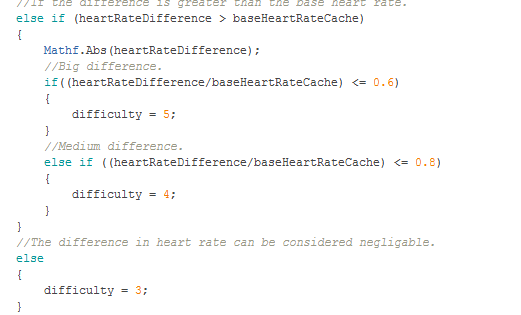 //If the difference is greater than the base heart rate.
else if (heartRateDifference > baseHeartRateCache)
{
Mathf.Abs(heartRateDifference);
//Big difference.
if((heartRateDifference/baseHeartRateCache) <= 0.6)
{
difficulty = 5;
}
//Medium difference.
else if ((heartRateDifference/baseHeartRateCache) <= 0.8)
{
difficulty = 4;
}
}
//The difference in heart rate can be considered negligable.
else
{
difficulty = 3;
}